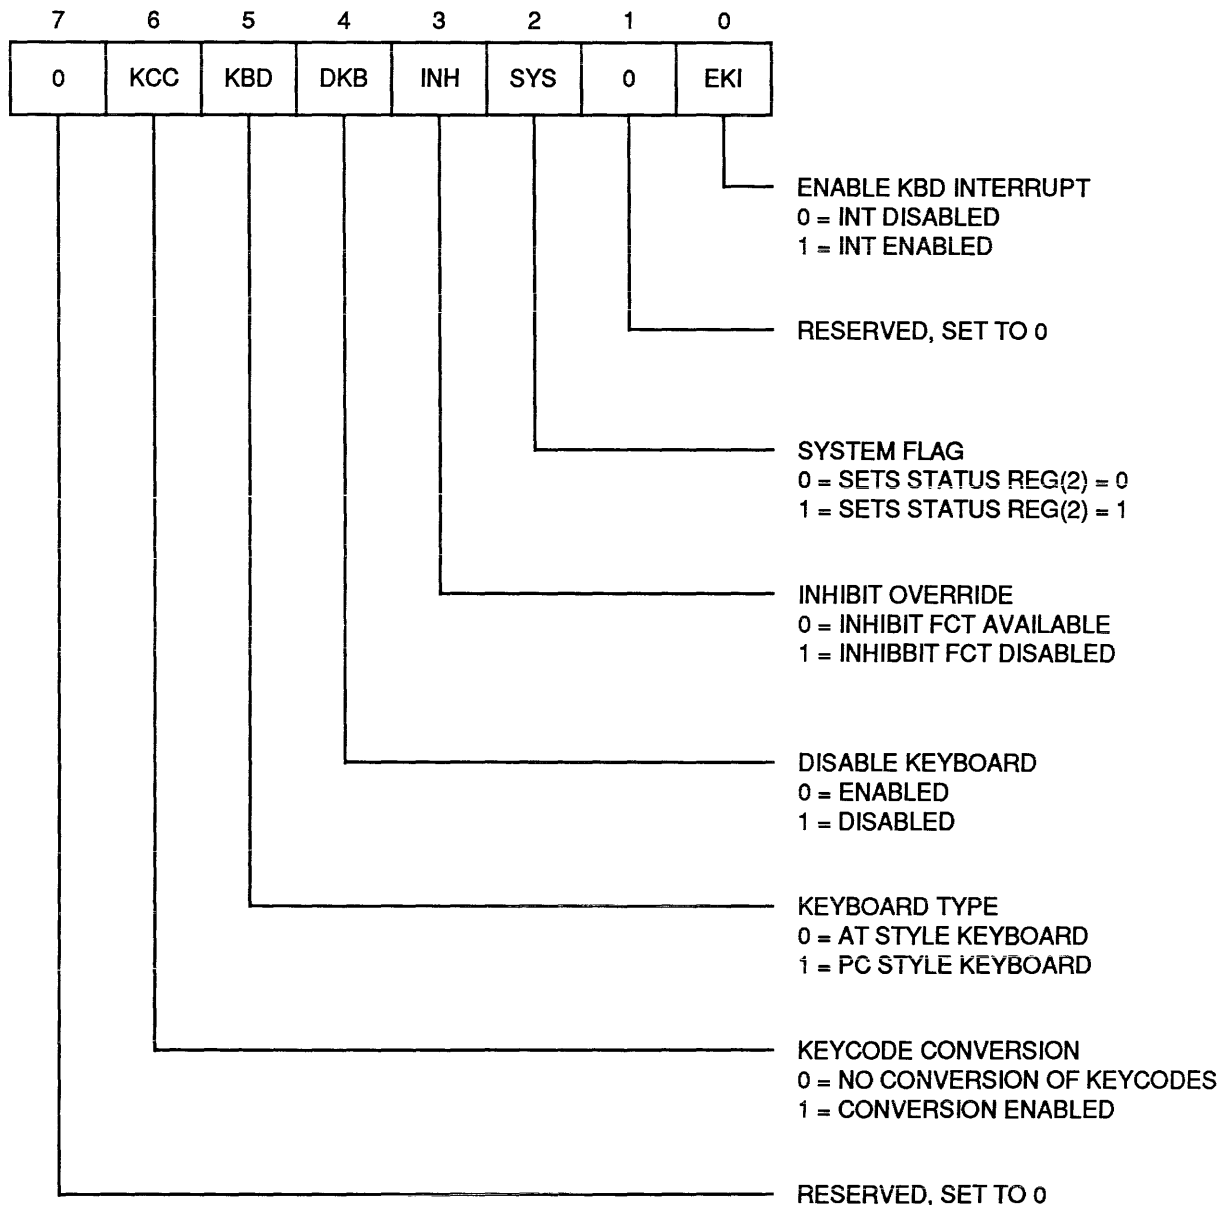 7 6 5 4 3 2 1 0
0 KCC KBD DKB INH SYS 0 EKI
ENABLE KBD INTERRUPT
0 = INT DISABLED
1 = INT ENABLED
RESERVED, SET TO 0
SYSTEM FLAG
0 = SETS STATUS REG(2) = 0
1 = SETS STATUS REG(2) = 1
INHIBIT OVERRIDE
0 = INHIBIT FCT AVAILABLE
1 = INHIBBIT FCT DISABLED
DISABLE KEYBOARD
0 = ENABLED
1 = DISABLED
KEYBOARD TYPE
0 = AT STYLE KEYBOARD
1 = PC STYLE KEYBOARD
KEYCODE CONVERSION
0 = NO CONVERSION OF KEYCODES
1 = CONVERSION ENABLED
RESERVED, SET TO 0